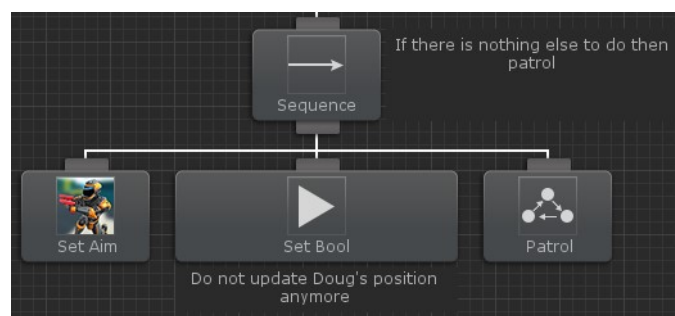 If there is nothing else to do then
patrol
Sequence
Set Aim
Set Bool
Patrol
Do not update Doug's position
anymore